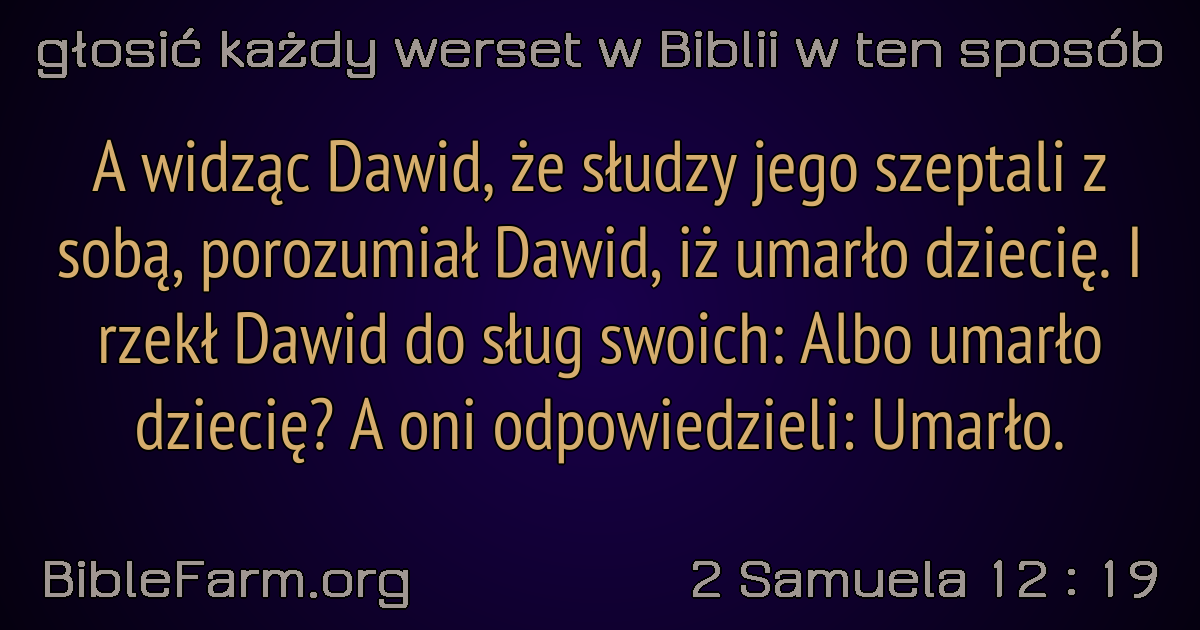 głosić każdy werset w Biblii w ten sposób
A widząc Dawid, że słudzy jego szeptali z
sobą, porozumiał Dawid, iż umarło dziecię. I
rzekł Dawid do sług swoich: Albo umarło
dziecię? A oni odpowiedzieli: Umarło.
BibleFarm.org
2 Samuela 12 : 19